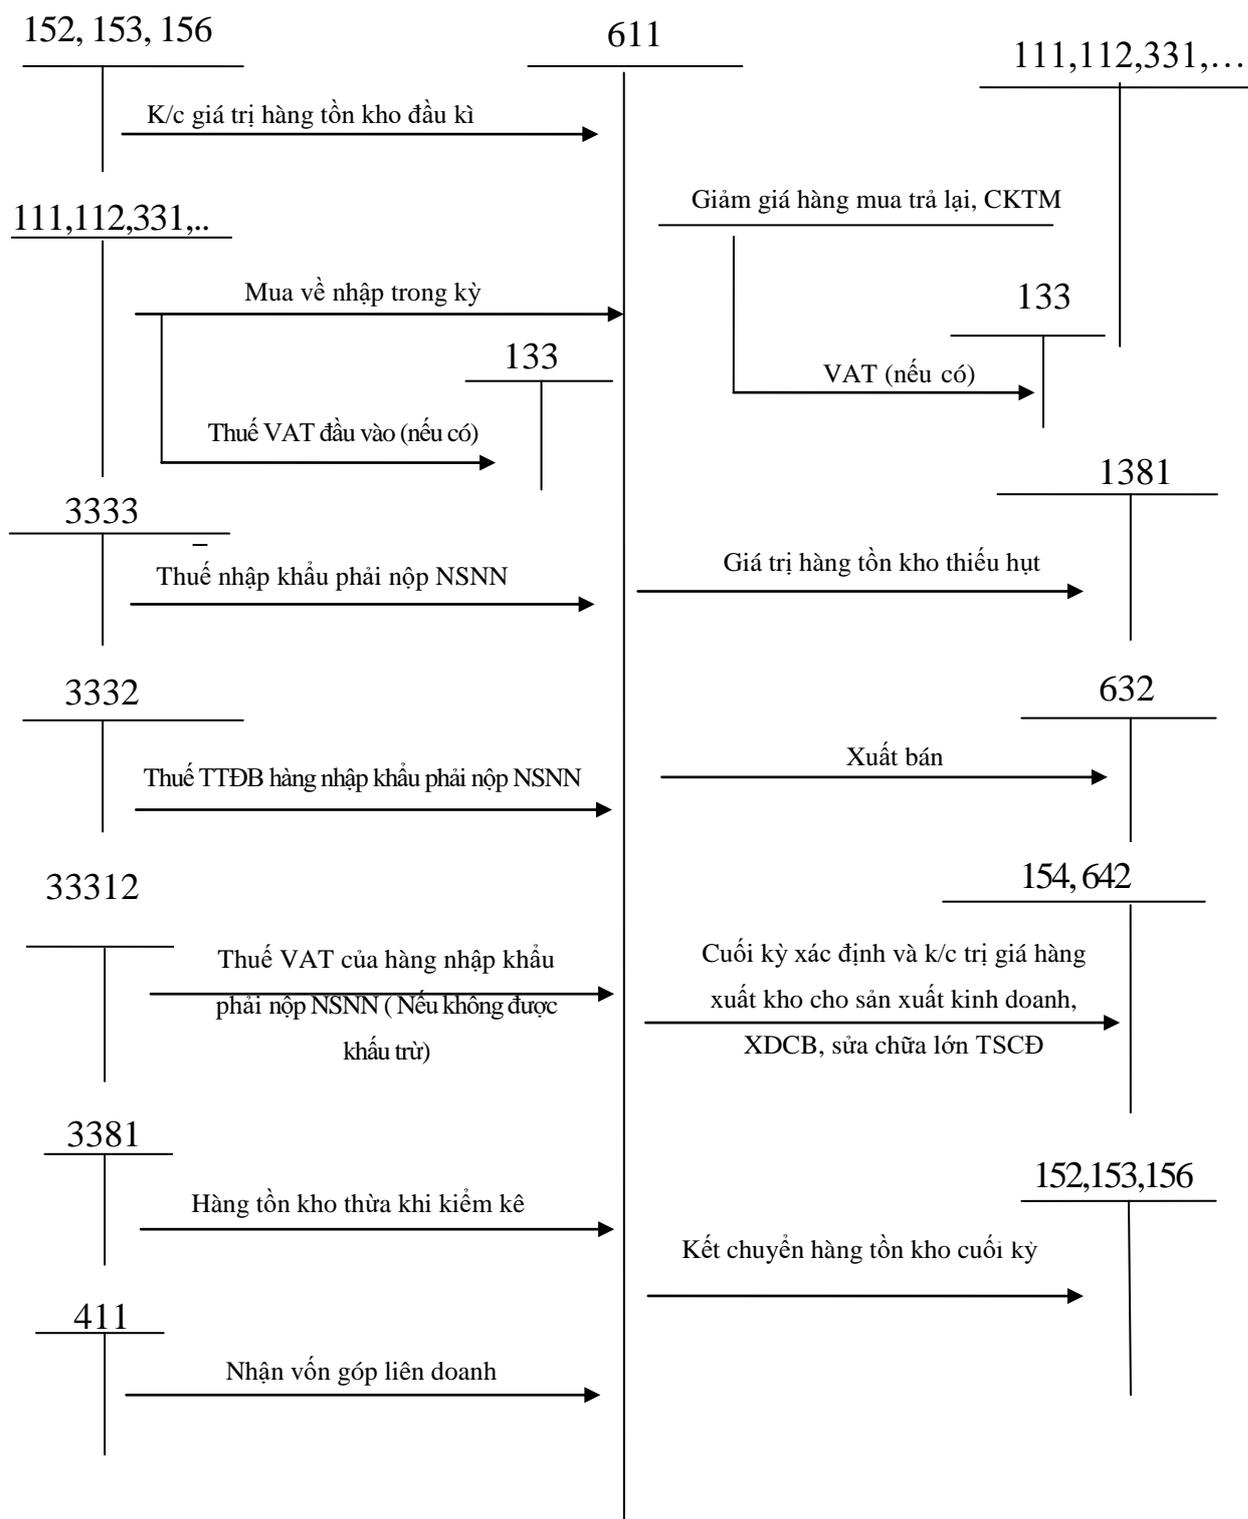 152, 153, 156
611
111,112,331,…
K/c giá trị hàng tồn kho đầu kì
Giảm giá hàng mua trả lại, CKTM
111,112,331,..
Mua về nhập trong kỳ
133
133
VAT (nếu có)
Thuế VAT đầu vào (nếu có)
1381
3333
Thuế nhập khẩu phải nộp NSNN
Giá trị hàng tồn kho thiếu hụt
3332
632
Xuất bán
Thuế TTĐB hàng nhập khẩu phải nộp NSNN
33312
154, 642
Thuế VAT của hàng nhập khẩu
phải nộp NSNN ( Nếu không được
khấu trừ)
Cuối kỳ xác định và k/c trị giá hàng
xuất kho cho sản xuất kinh doanh,
XDCB, sửa chữa lớn TSCĐ
3381
152,153,156
Hàng tồn kho thừa khi kiểm kê
Kết chuyển hàng tồn kho cuối kỳ
411
Nhận vốn góp liên doanh